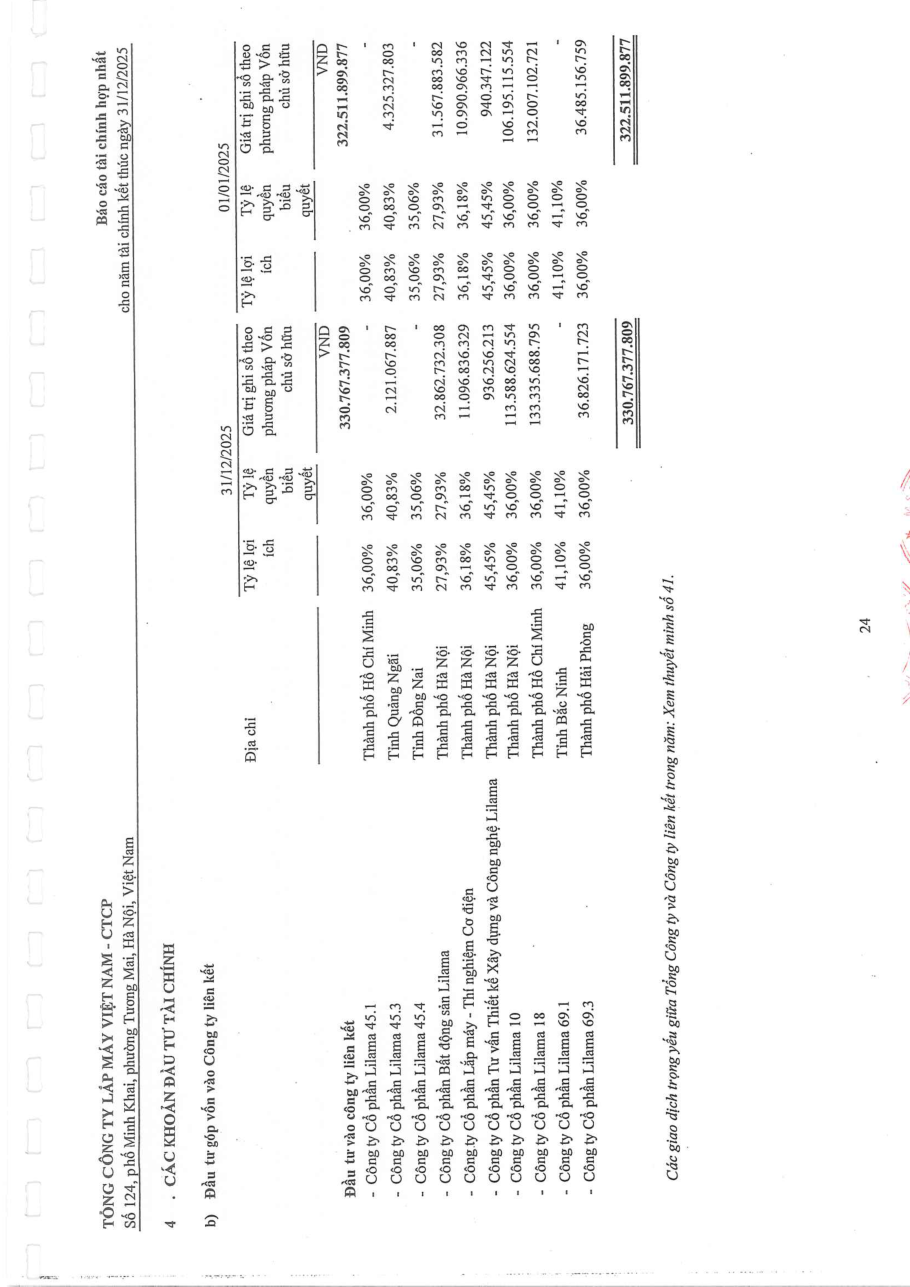 TỔNG CÔNG TY LẮP MÁY VIỆT NAM - CTCP Báo cáo tài chính hợp nhất
Số 124, phố Minh Khai, phường Tương Mai, Hà Nội, Việt Nam cho năm tài chính kết thúc ngày 31/12/2025
4 . CÁC KHOẢN ĐẦU TƯ TÀI CHÍNH
b) Đầu tư góp vốn vào Công ty liên kết
31/12/2025 01/01/2025
Địa chỉ Tỷ lệ lợi Tỷ lệ Giá trị ghi sổ theo Tỷ lệ lợi Tỷ lệ Giá trị ghi sổ theo
ích quyền phương pháp Vốn ích quyền phương pháp Vốn
biểu chủ sở hữu biểu chủ sở hữu
quyết quyết
VND VND
Đầu tư vào công ty liên kết 330.767.377.809 322.511.899.877
- Công ty Cổ phần Lilama 45.1 Thành phố Hồ Chí Minh 36,00% 36,00% - 36,00% 36,00% -
- Công ty Cổ phần Lilama 45.3 Tỉnh Quảng Ngãi 40,83% 40,83% 2.121.067.887 40,83% 40,83% 4.325.327.803
- Công ty Cổ phần Lilama 45.4 Tỉnh Đồng Nai 35,06% 35,06% - 35,06% 35,06% -
- Công ty Cổ phần Bất động sản Lilama Thành phố Hà Nội 27,93% 27,93% 32.862.732.308 27,93% 27,93% 31.567.883.582
- Công ty Cổ phần Lắp máy - Thí nghiệm Cơ điện Thành phố Hà Nội 36,18% 36,18% 11.096.836.329 36,18% 36,18% 10.990.966.336
- Công ty Cổ phần Tư vấn Thiết kế Xây dựng và Công nghệ Lilama Thành phố Hà Nội 45,45% 45,45% 936.256.213 45,45% 45,45% 940.347.122
- Công ty Cổ phần Lilama 10 Thành phố Hà Nội 36,00% 36,00% 113.588.624.554 36,00% 36,00% 106.195.115.554
- Công ty Cổ phần Lilama 18 Thành phố Hồ Chí Minh 36,00% 36,00% 133.335.688.795 36,00% 36,00% 132.007.102.721
- Công ty Cổ phần Lilama 69.1 Tỉnh Bắc Ninh 41,10% 41,10% - 41,10% 41,10% -
- Công ty Cổ phần Lilama 69.3 Thành phố Hải Phòng 36,00% 36,00% 36.826.171.723 36,00% 36,00% 36.485.156.759
330.767.377.809 322.511.899.877
Các giao dịch trọng yếu giữa Tổng Công ty và Công ty liên kết trong năm: Xem thuyết minh số 41.
24